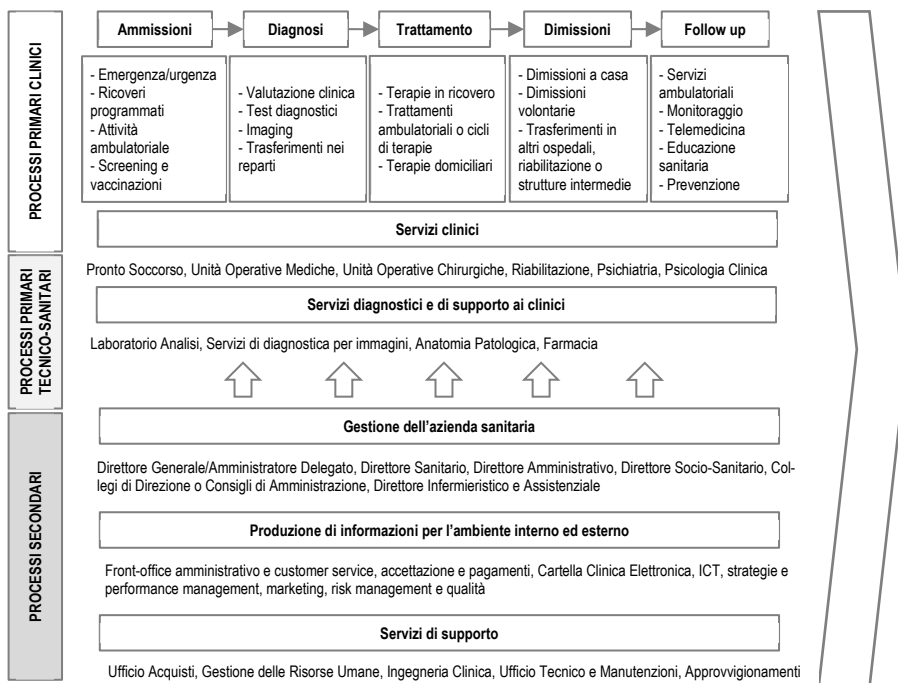 PROCESSI PRIMARI CLINICI
Ammissioni
Diagnosi
Trattamento
Dimissioni
Follow up
- Emergenza/urgenza
- Ricoveri
programmati
- Attività
ambulatoriale
- Screening e
vaccinazioni
- Valutazione clinica
- Test diagnostici
- Imaging
- Trasferimenti nei
reparti
- Terapie in ricovero
- Trattamenti
ambulatoriali o cicli
di terapie
- Terapie domiciliari
- Dimissioni a casa
- Dimissioni
volontarie
- Trasferimenti in
altri ospedali,
riabilitazione o
strutture intermedie
- Servizi
ambulatoriali
- Monitoraggio
- Telemedicina
- Educazione
sanitaria
- Prevenzione
Servizi clinici
PROCESSI PRIMARI
TECNICO-SANITARI
Pronto Soccorso, Unità Operative Mediche, Unità Operative Chirurgiche, Riabilitazione, Psichiatria, Psicologia Clinica
Servizi diagnostici e di supporto ai clinici
Laboratorio Analisi, Servizi di diagnostica per immagini, Anatomia Patologica, Farmacia
PROCESSI SECONDARI
Gestione dell'azienda sanitaria
Direttore Generale/Amministratore Delegato, Direttore Sanitario, Direttore Amministrativo, Direttore Socio-Sanitario, Col-
legi di Direzione o Consigli di Amministrazione, Direttore Infermieristico e Assistenziale
Produzione di informazioni per l'ambiente interno ed esterno
Front-office amministrativo e customer service, accettazione e pagamenti, Cartella Clinica Elettronica, ICT, strategie e
performance management, marketing, risk management e qualità
Servizi di supporto
Ufficio Acquisti, Gestione delle Risorse Umane, Ingegneria Clinica, Ufficio Tecnico e Manutenzioni, Approvvigionamenti